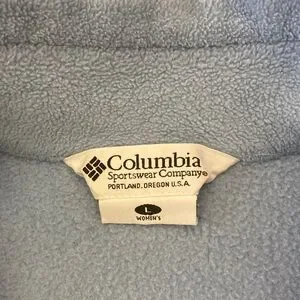 Columbia
Sportswear Company®
PORTLAND, OREGON U.S.A.
L
WOMEN'S